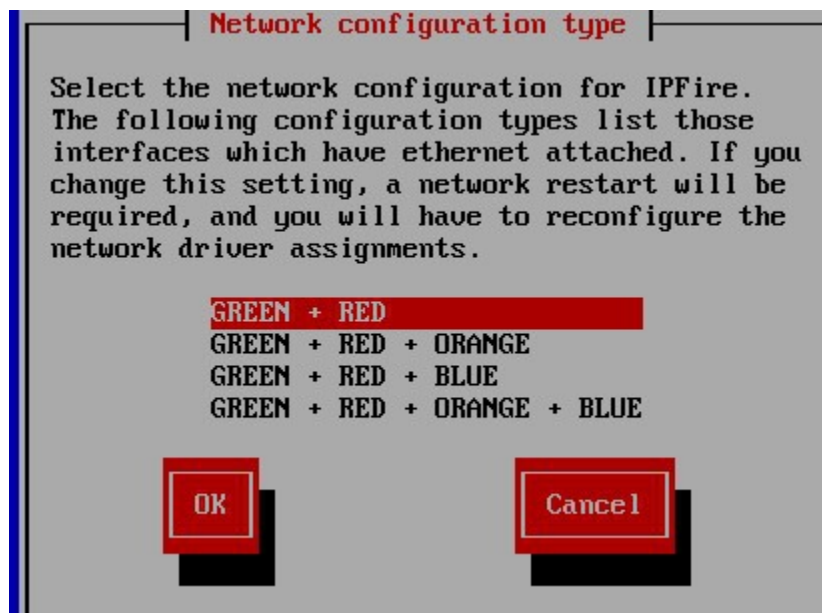 Network configuration type
Select the network configuration for IPFire.
The following configuration types list those
interfaces which have ethernet attached. If you
change this setting, a network restart will be
required, and you will have to reconfigure the
network driver assignments.
GREEN + RED
GREEN + RED + ORANGE
GREEN + RED + BLUE
GREEN + RED + ORANGE + BLUE
OK Cancel